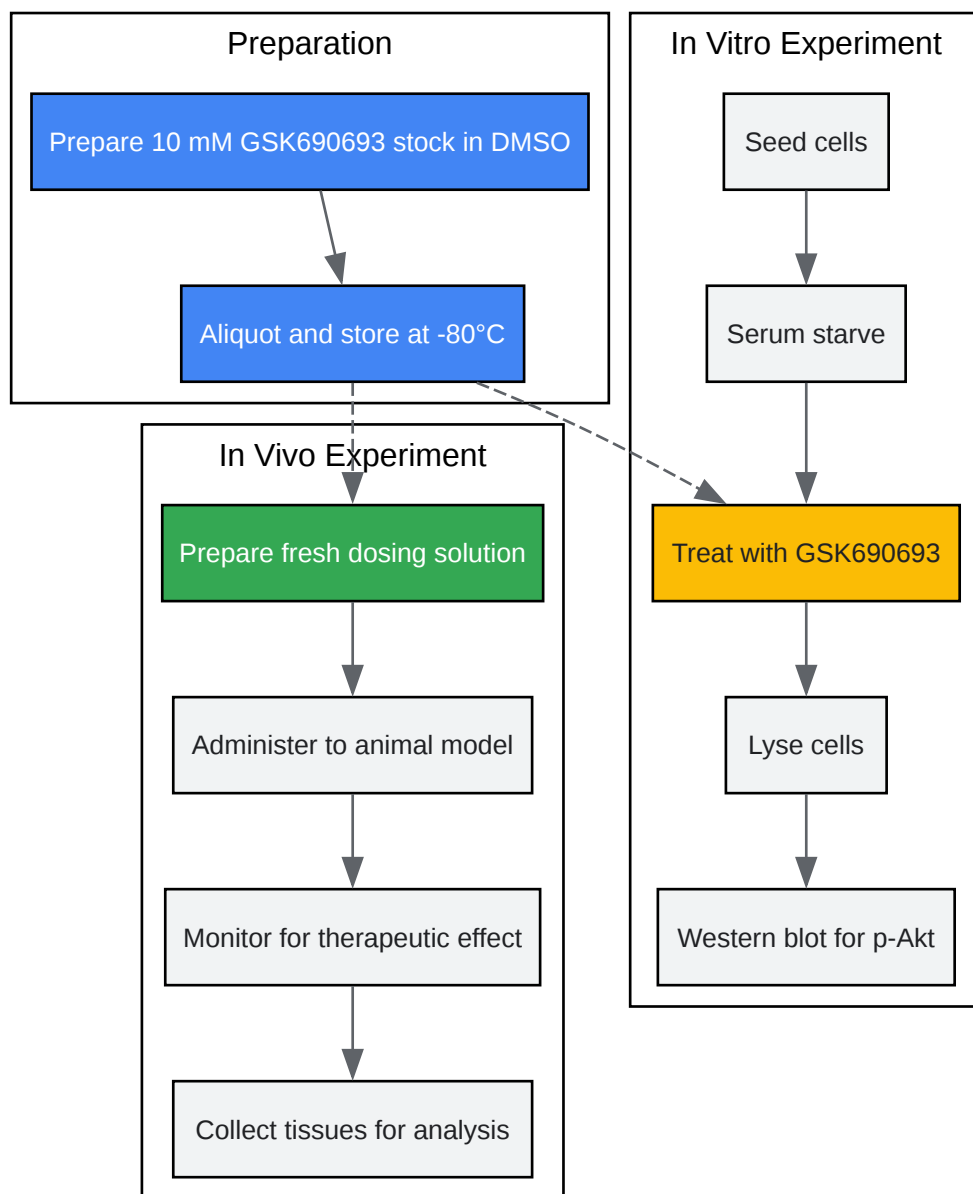 Preparation
Prepare 10 mM GSK690693 stock in DMSO
Aliquot and store at -80°C
In Vivo Experiment
Prepare fresh dosing solution
Administer to animal model
Monitor for therapeutic effect
Collect tissues for analysis
In Vitro Experiment
Seed cells
Serum starve
Treat with GSK690693
Lyse cells
Western blot for p-Akt